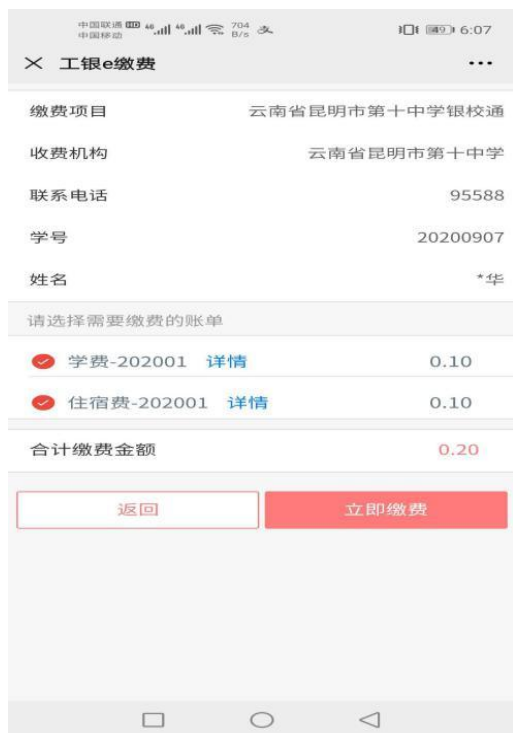 中国联通 HD 46 46 704 6:07
中国移动 B/s 49
工银e缴费
缴费项目 云南省昆明市第十中学银校通
收费机构 云南省昆明市第十中学
联系电话 95588
学号 20200907
姓名 *华
请选择需要缴费的账单
学费-202001 详情 0.10
住宿费-202001 详情 0.10
合计缴费金额 0.20
返回 立即缴费